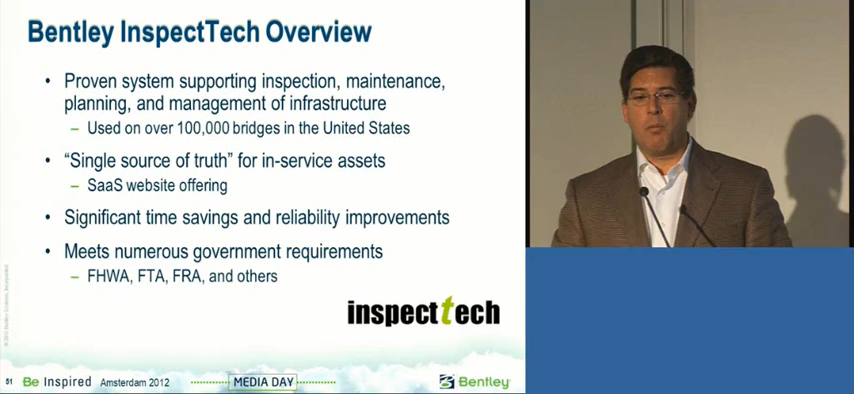 Bentley InspectTech Overview
• Proven system supporting inspection, maintenance,
planning, and management of infrastructure
– Used on over 100,000 bridges in the United States
• “Single source of truth” for in-service assets
– SaaS website offering
• Significant time savings and reliability improvements
• Meets numerous government requirements
– FHWA, FTA, FRA, and others
inspecttech
51 Be Inspired Amsterdam 2012 MEDIA DAY Bentley